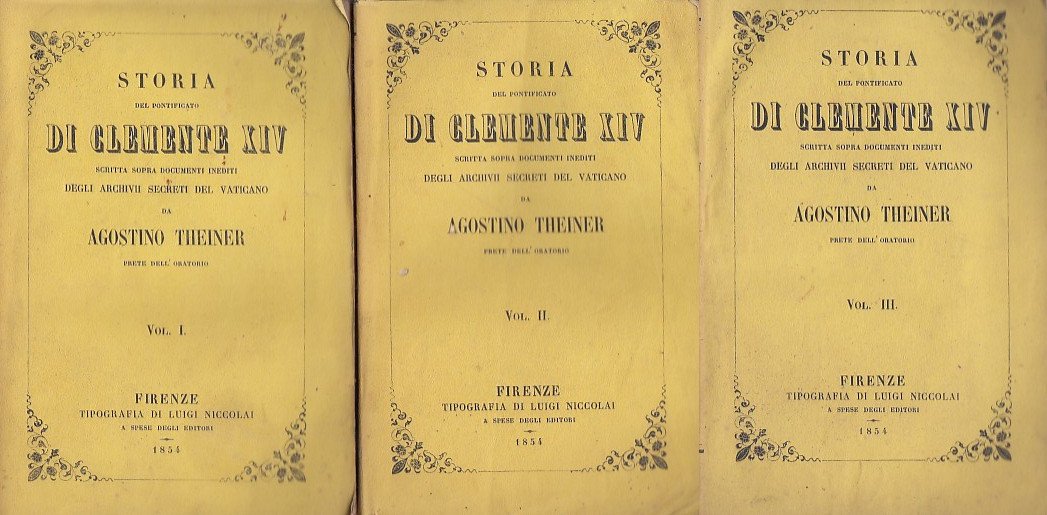 STORIA
DEL PONTIFICATO
DI CLEMENTE XIV
SCRITTA SOPRA DOCUMENTI INEDITI
DEGLI ARCHIVII SECRETI DEL VATICANO
DA
AGOSTINO THEINER
PRETE DELL' ORATORIO
VOL. I.
FIRENZE
TIPOGRAFIA DI LUIGI NICCOLAI
A SPESE DEGLI EDITORI
1854
STORIA
DEL PONTIFICATO
DI CLEMENTE XIV
SCRITTA SOPRA DOCUMENTI INEDITI
DEGLI ARCHIVII SECRETI DEL VATICANO
DA
AGOSTINO THEINER
PRETE DELL' ORATORIO
VOL. II.
FIRENZE
TIPOGRAFIA DI LUIGI NICCOLAI
A SPESE DEGLI EDITORI
1854
STORIA
DEL PONTIFICATO
DI CLEMENTE XIV
SCRITTA SOPRA DOCUMENTI INEDITI
DEGLI ARCHIVII SECRETI DEL VATICANO
DA
AGOSTINO THEINER
PRETE DELL' ORATORIO
VOL. III.
FIRENZE
TIPOGRAFIA DI LUIGI NICCOLAI
A SPESE DEGLI EDITORI
1854